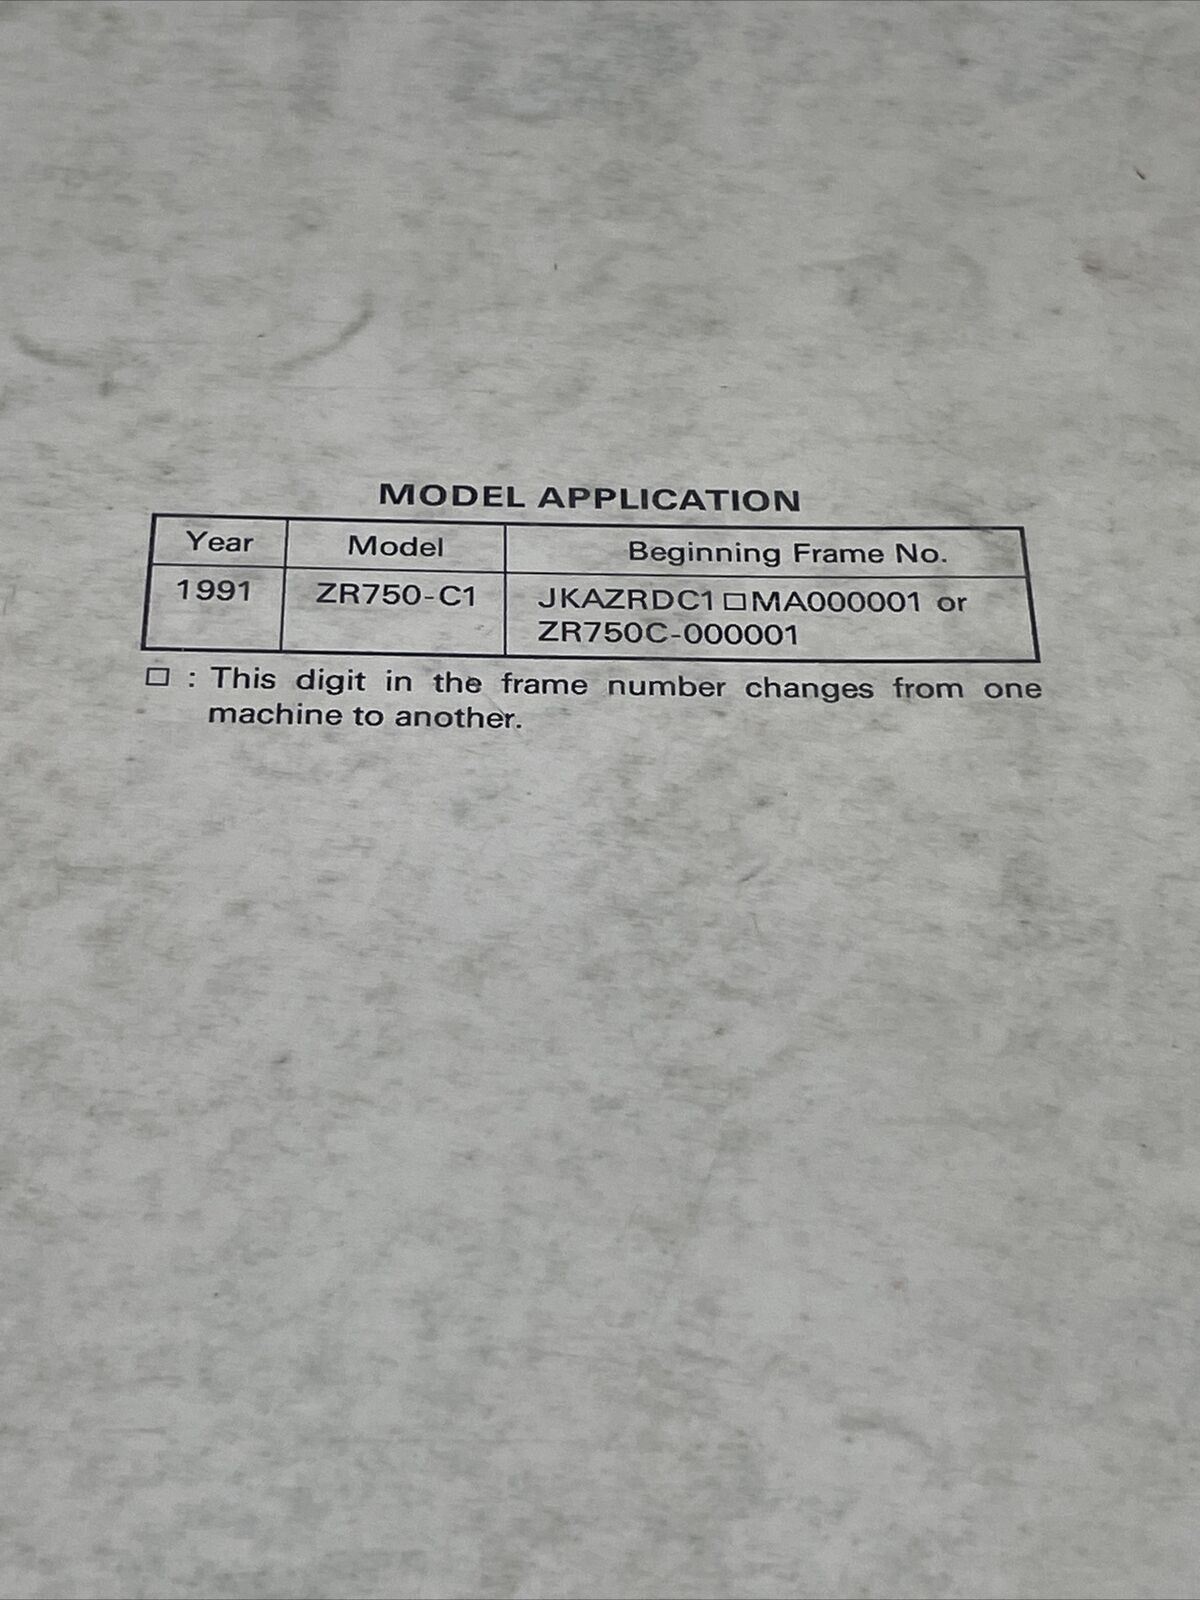 MODEL APPLICATION
Year Model Beginning Frame No.
1991 ZR750-C1 JKAZRDC1□MA000001 or
ZR750C-000001
□ : This digit in the frame number changes from one
machine to another.